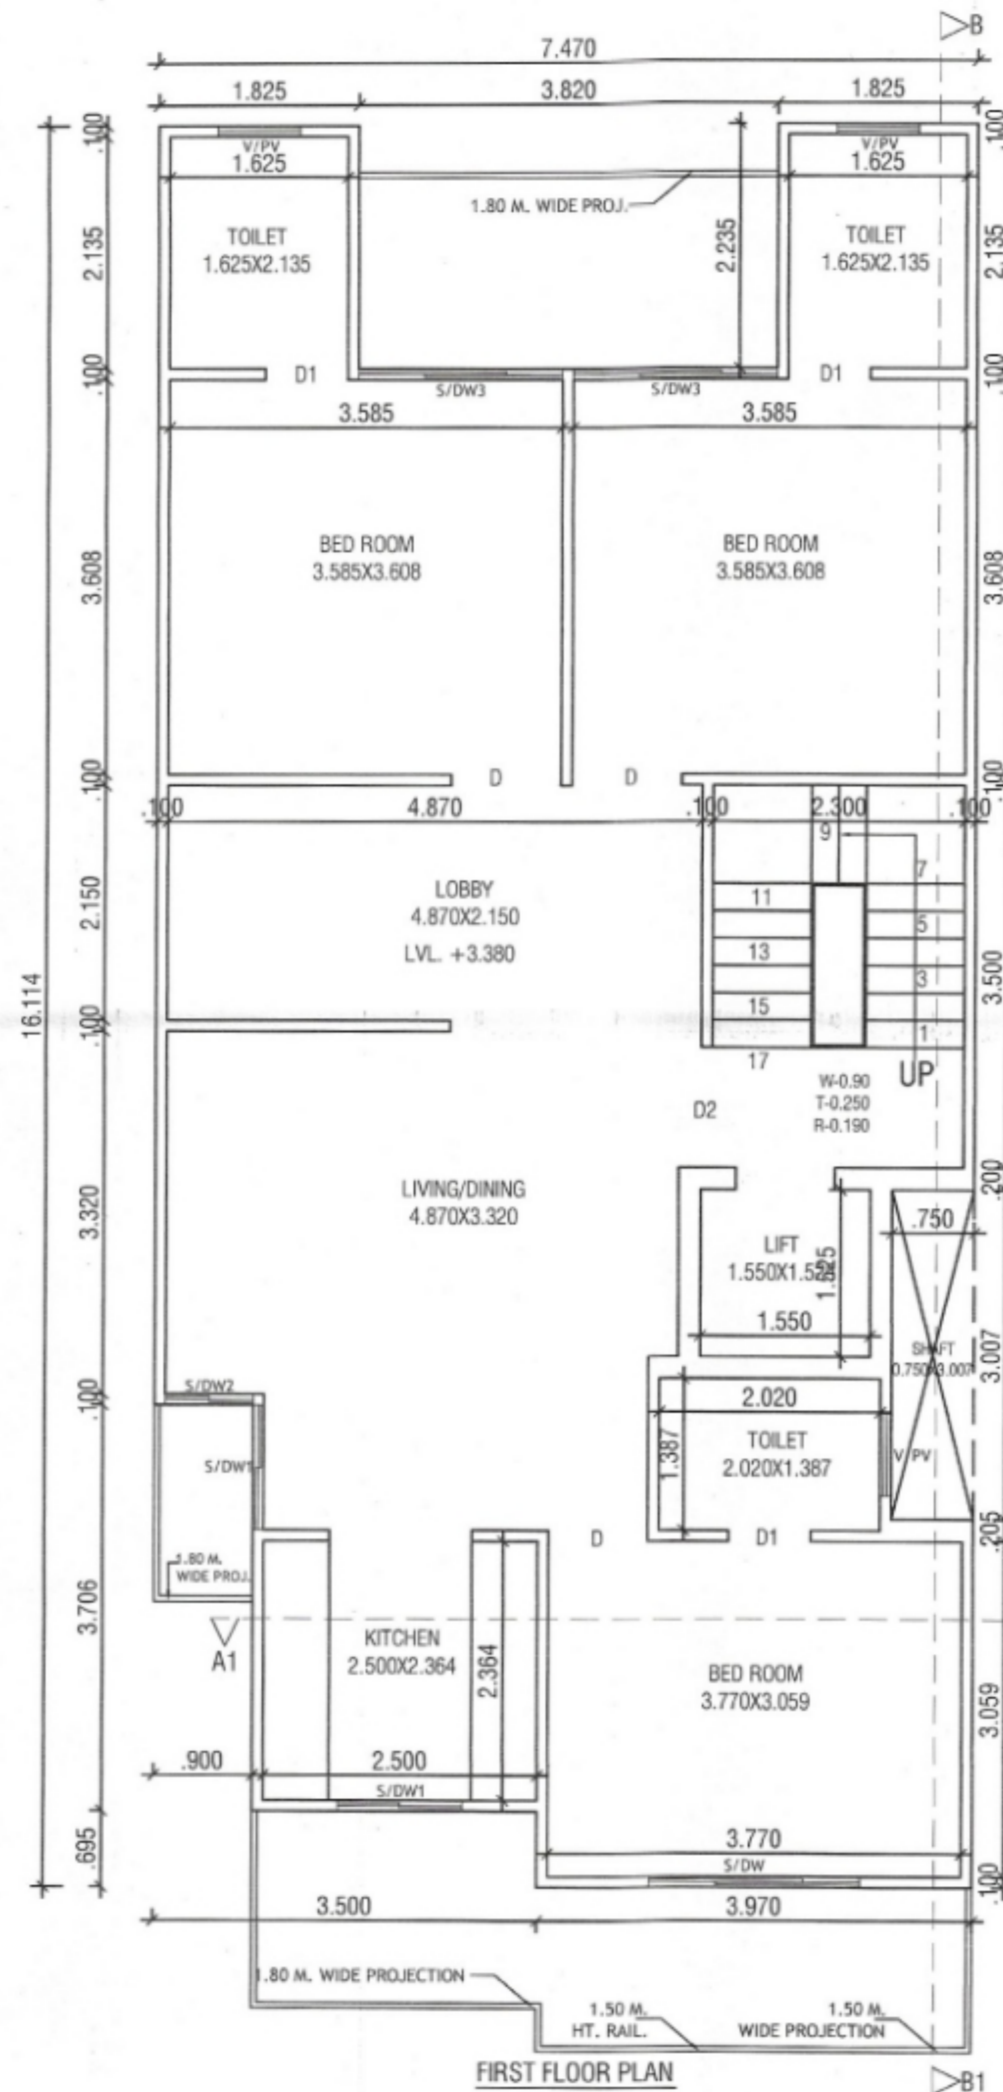 B
7.470
1.825
3.820
1.825
.100
V/PV
1.625
1.80 M. WIDE PROJ.
V/PV
1.625
.100
2.135
TOILET
1.625X2.135
2.235
TOILET
1.625X2.135
2.135
.100
D1
S/DW3
S/DW3
D1
.100
3.585
3.585
3.608
BED ROOM
3.585X3.608
BED ROOM
3.585X3.608
3.608
.100
D
D
.100
.100
4.870
.100
2.300
.100
9
7
2.150
LOBBY
4.870X2.150
LVL. +3.380
11
5
13
3
3.500
15
1
16.114
.100
17
UP
W-0.90
T-0.250
R-0.190
D2
.200
3.320
LIVING/DINING
4.870X3.320
.750
LIFT
1.550X1.525
1.525
1.550
SHAFT
0.750X3.007
3.007
.100
S/DW2
2.020
S/DW1
1.387
TOILET
2.020X1.387
V/PV
D
D1
.205
1.80 M.
WIDE PROJ.
3.706
A1
KITCHEN
2.500X2.364
2.364
BED ROOM
3.770X3.059
3.059
.900
2.500
S/DW1
.695
3.770
S/DW
.100
3.500
3.970
1.80 M. WIDE PROJECTION
1.50 M.
HT. RAIL.
1.50 M.
WIDE PROJECTION
FIRST FLOOR PLAN
B1